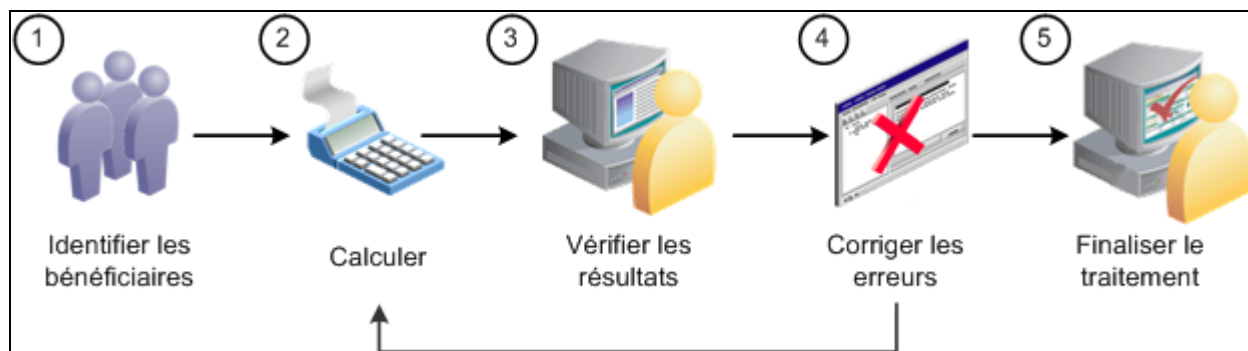 1
2
3
4
5
Identifier les
bénéficiaires
Calculer
Vérifier les
résultats
Corriger les
erreurs
Finaliser le
traitement